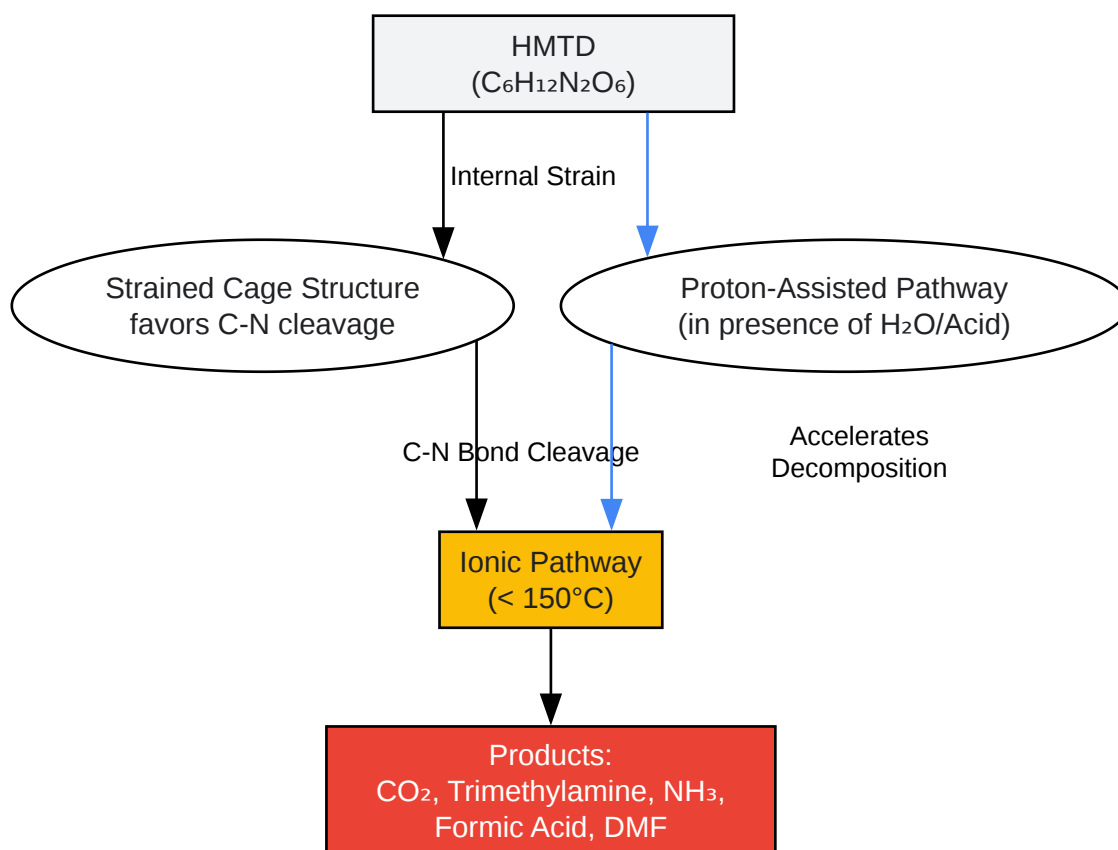 HMTD
(C₆H₁₂N₂O₆)
Internal Strain
Strained Cage Structure
favors C-N cleavage
Proton-Assisted Pathway
(in presence of H₂O/Acid)
C-N Bond Cleavage
Accelerates
Decomposition
Ionic Pathway
(< 150°C)
Products:
CO₂, Trimethylamine, NH₃,
Formic Acid, DMF